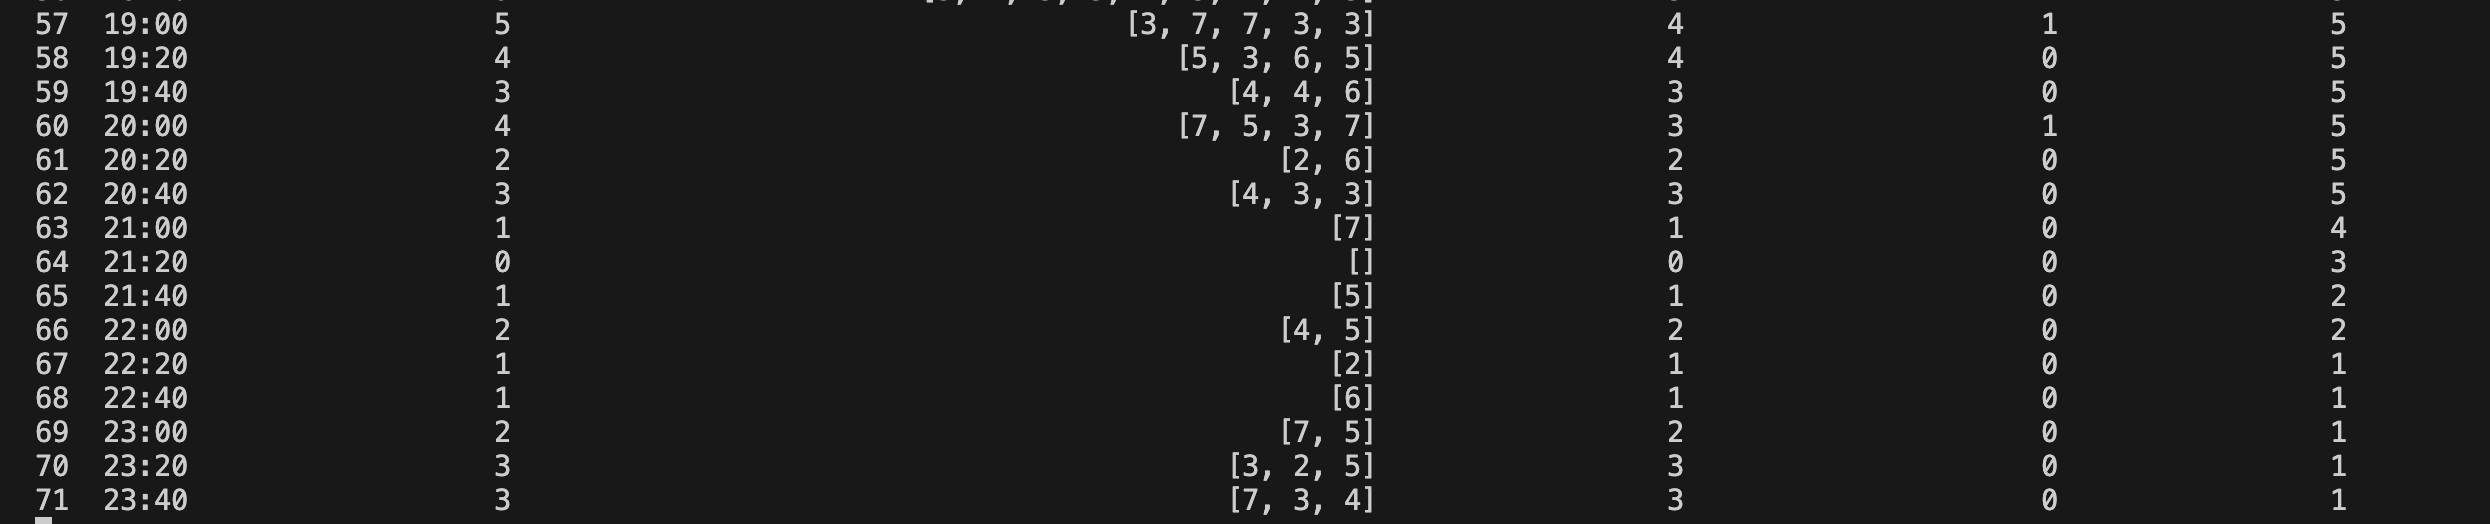 57 19:00 5 [3, 7, 7, 3, 3] 4 1 5
58 19:20 4 [5, 3, 6, 5] 4 0 5
59 19:40 3 [4, 4, 6] 3 0 5
60 20:00 4 [7, 5, 3, 7] 3 1 5
61 20:20 2 [2, 6] 2 0 5
62 20:40 3 [4, 3, 3] 3 0 5
63 21:00 1 [7] 1 0 4
64 21:20 0 [] 0 0 3
65 21:40 1 [5] 1 0 2
66 22:00 2 [4, 5] 2 0 2
67 22:20 1 [2] 1 0 1
68 22:40 1 [6] 1 0 1
69 23:00 2 [7, 5] 2 0 1
70 23:20 3 [3, 2, 5] 3 0 1
71 23:40 3 [7, 3, 4] 3 0 1